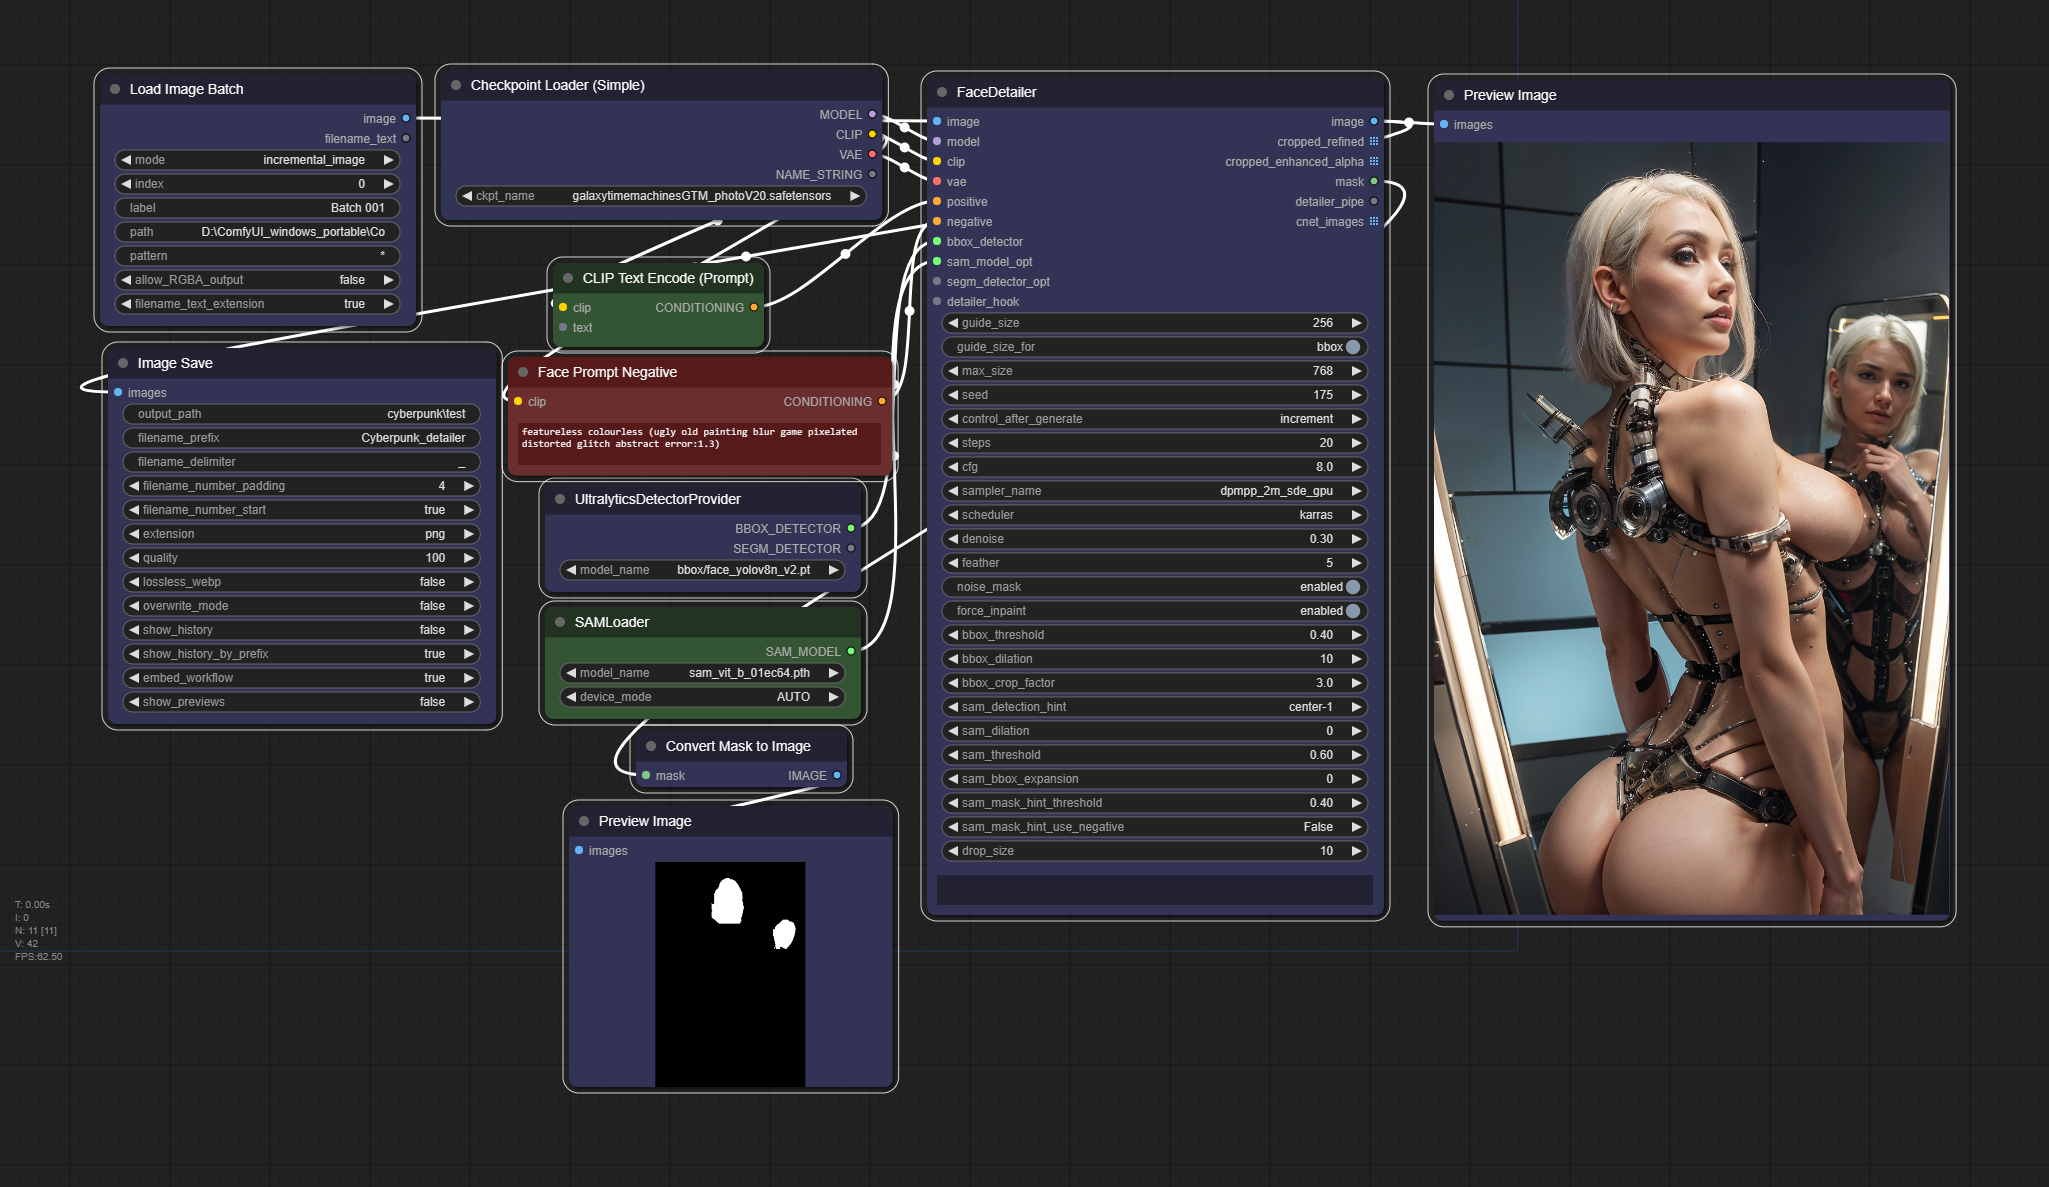 Load Image Batch
image
filename_text
mode incremental_image
index 0
label Batch 001
path D:\ComfyUI_windows_portable\Co
pattern *
allow_RGBA_output false
filename_text_extension true
Checkpoint Loader (Simple)
MODEL
CLIP
VAE
NAME_STRING
ckpt_name galaxytimemachinesGTM_photoV20.safetensors
Image Save
images
output_path cyberpunk\test
filename_prefix Cyberpunk_detailer
filename_delimiter _
filename_number_padding 4
filename_number_start true
extension png
quality 100
lossless_webp false
overwrite_mode false
show_history false
show_history_by_prefix true
embed_workflow true
show_previews false
CLIP Text Encode (Prompt)
clip CONDITIONING
text
Face Prompt Negative
clip CONDITIONING
featureless colourless (ugly old painting blur game pixelated
distorted glitch abstract error:1.3)
UltralyticsDetectorProvider
BBOX_DETECTOR
SEGM_DETECTOR
model_name bbox/face_yolov8n_v2.pt
SAMLoader
SAM_MODEL
model_name sam_vit_b_01ec64.pth
device_mode AUTO
Convert Mask to Image
mask IMAGE
Preview Image
images
FaceDetailer
image image
model cropped_refined
clip cropped_enhanced_alpha
vae mask
positive detailer_pipe
negative cnet_images
bbox_detector
sam_model_opt
segm_detector_opt
detailer_hook
guide_size 256
guide_size_for bbox
max_size 768
seed 175
control_after_generate increment
steps 20
cfg 8.0
sampler_name dpmpp_2m_sde_gpu
scheduler karras
denoise 0.30
feather 5
noise_mask enabled
force_inpaint enabled
bbox_threshold 0.40
bbox_dilation 10
bbox_crop_factor 3.0
sam_detection_hint center-1
sam_dilation 0
sam_threshold 0.60
sam_bbox_expansion 0
sam_mask_hint_threshold 0.40
sam_mask_hint_use_negative False
drop_size 10
Preview Image
images
T: 0.00s
I: 0
N: 11 [11]
V: 42
FPS:62.50